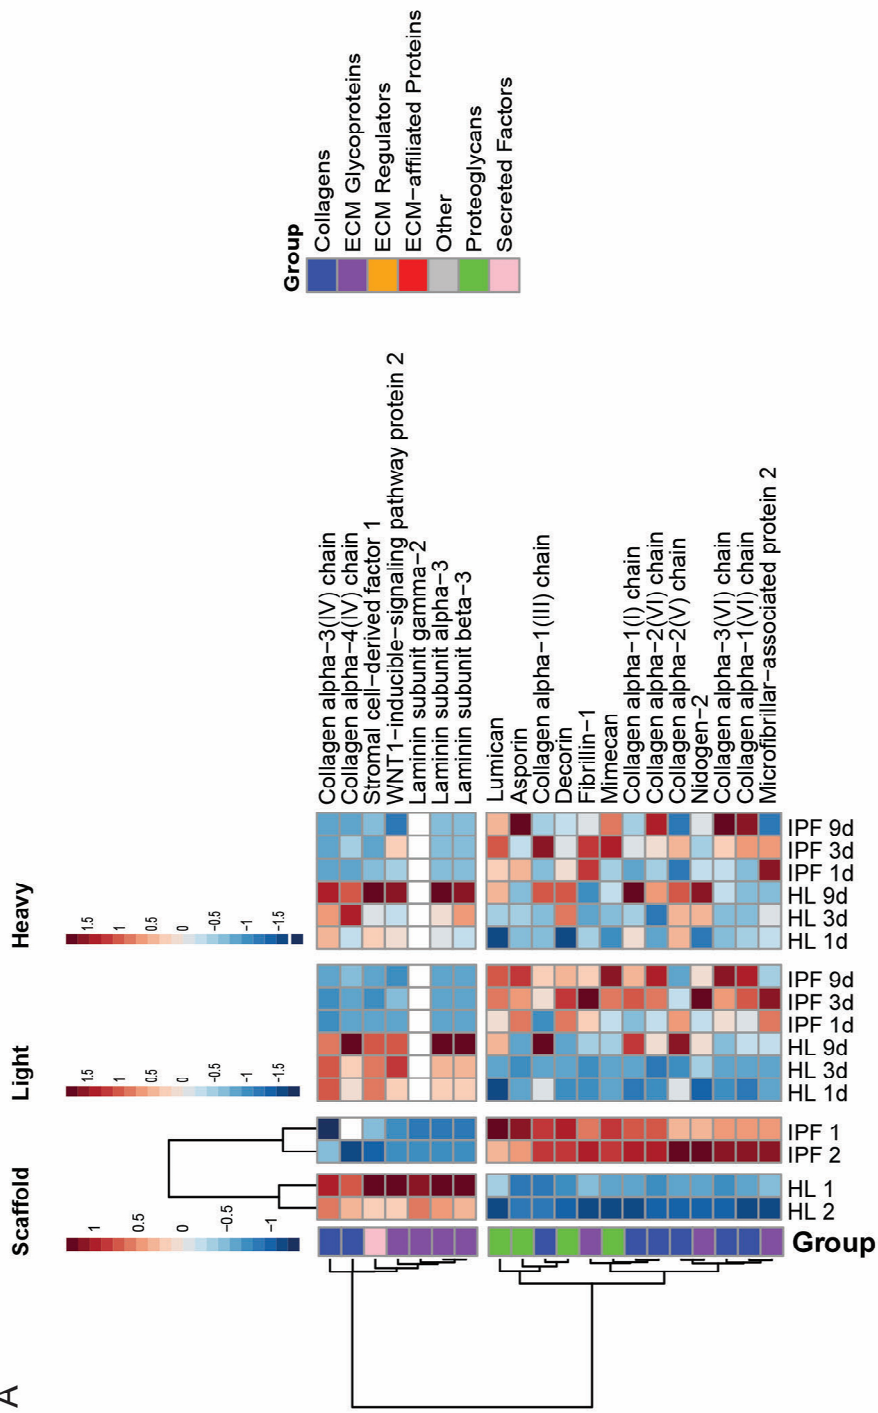 A
Scaffold
Light
Heavy
1
0.5
0
-0.5
-1
1.5
1
0.5
0
-0.5
-1
-1.5
1.5
1
0.5
0
-0.5
-1
-1.5
Group
Collagens
ECM Glycoproteins
ECM Regulators
ECM-affiliated Proteins
Other
Proteoglycans
Secreted Factors
Collagen alpha-3(IV) chain
Collagen alpha-4(IV) chain
Stromal cell-derived factor 1
WNT1-inducible-signaling pathway protein 2
Laminin subunit gamma-2
Laminin subunit alpha-3
Laminin subunit beta-3
Lumican
Asporin
Collagen alpha-1(III) chain
Decorin
Fibrillin-1
Mimecan
Collagen alpha-1(I) chain
Collagen alpha-2(VI) chain
Collagen alpha-2(V) chain
Nidogen-2
Collagen alpha-3(VI) chain
Collagen alpha-1(VI) chain
Microfibrillar-associated protein 2
IPF 9d
IPF 3d
IPF 1d
HL 9d
HL 3d
HL 1d
IPF 9d
IPF 3d
IPF 1d
HL 9d
HL 3d
HL 1d
IPF 1
IPF 2
HL 1
HL 2
Group